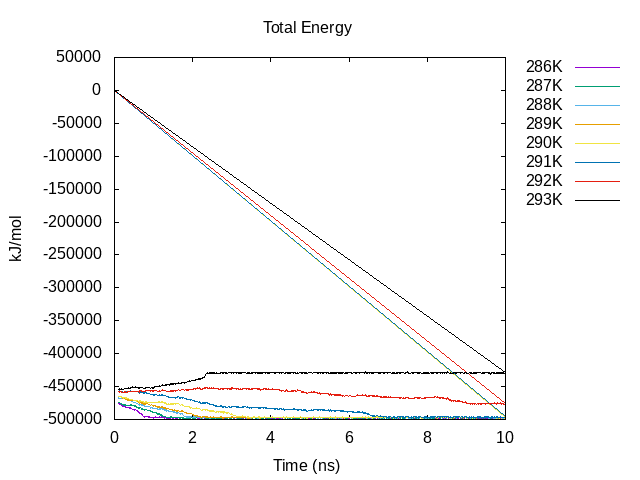 Total Energy
50000
0
-50000
-100000
-150000
-200000
-250000
-300000
-350000
-400000
-450000
-500000
0 2 4 6 8 10
kJ/mol
Time (ns)
286K
287K
288K
289K
290K
291K
292K
293K